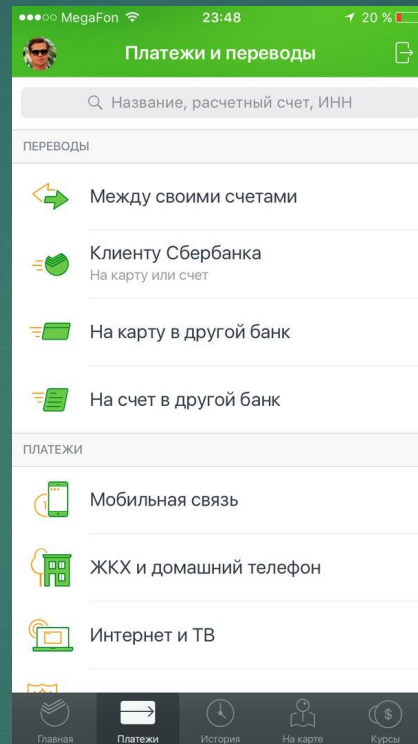 MegaFon 23:48 20 %
Платежи и переводы
Название, расчетный счет, ИНН
ПЕРЕВОДЫ
Между своими счетами
Клиенту Сбербанка
На карту или счет
На карту в другой банк
На счет в другой банк
ПЛАТЕЖИ
Мобильная связь
ЖКХ и домашний телефон
Интернет и ТВ
Главная Платежи История На карте Курсы